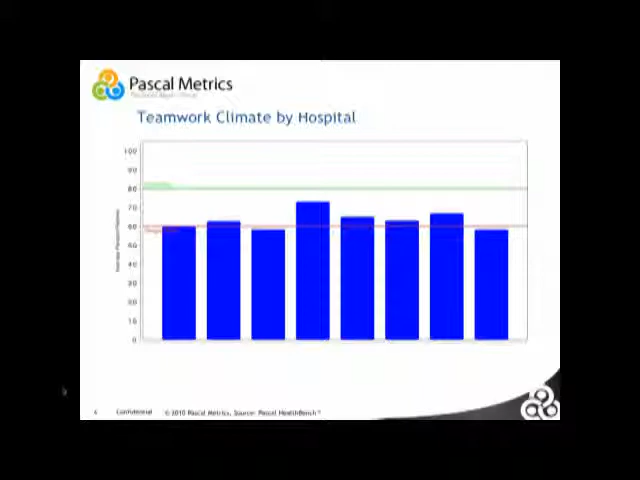 Pascal Metrics
Teamwork Climate by Hospital
100
90
80
70
60
50
40
30
20
10
0
Confidential
© 2010 Pascal Metrics, Source: Pascal HealthBench™